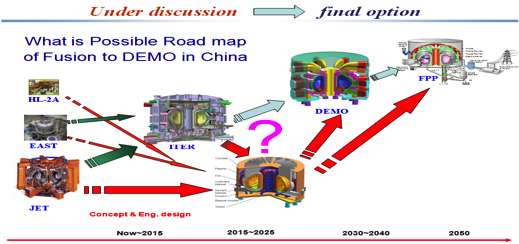 Under discussion
final option
What is Possible Road map
of Fusion to DEMO in China
HL-2A
EAST
JET
ITER
?
DEMO
FPP
Concept & Eng. design
Now~2015
2015~2025
2030~2040
2050